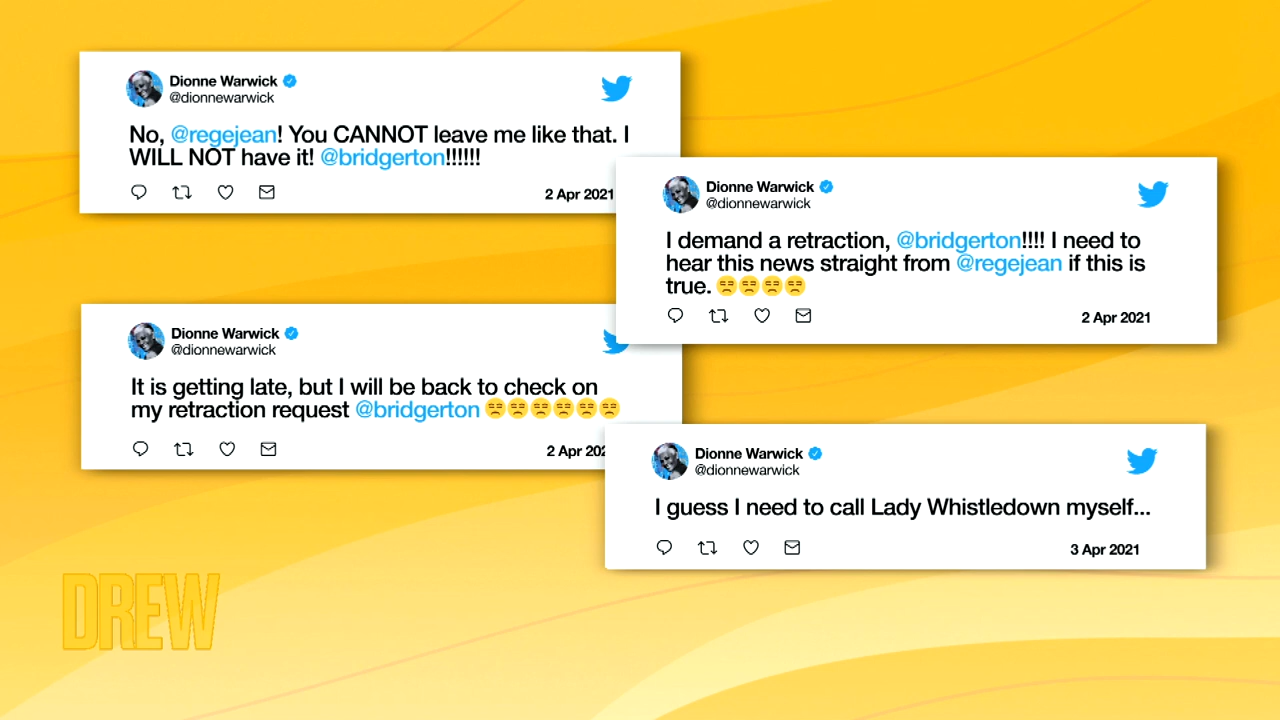 Dionne Warwick
@dionnewarwick
No, @regejean! You CANNOT leave me like that. I
WILL NOT have it! @bridgerton!!!!!!
2 Apr 2021
Dionne Warwick
@dionnewarwick
I demand a retraction, @bridgerton!!!! I need to
hear this news straight from @regejean if this is
true. 😒😒😒😒
2 Apr 2021
Dionne Warwick
@dionnewarwick
It is getting late, but I will be back to check on
my retraction request @bridgerton 😒😒😒😒😒😒
2 Apr 202
Dionne Warwick
@dionnewarwick
I guess I need to call Lady Whistledown myself...
3 Apr 2021
DREW